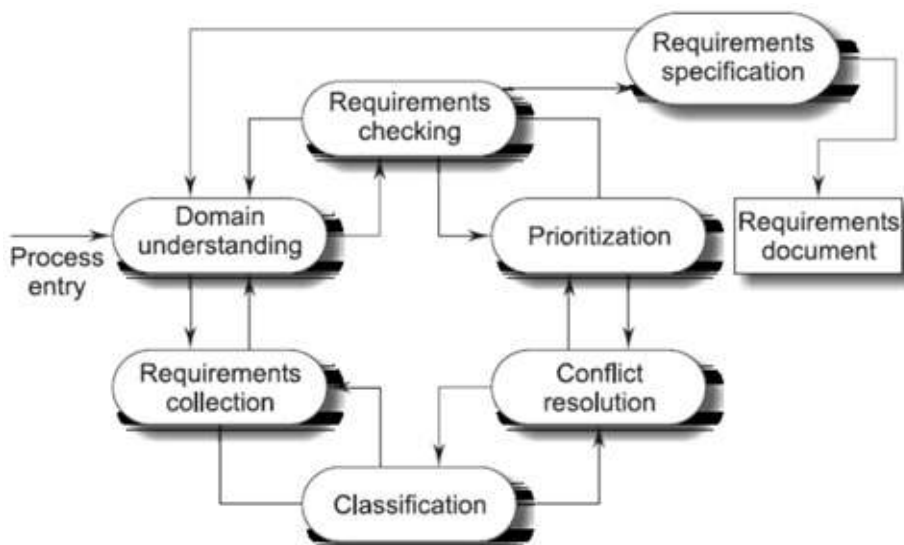 Requirements
specification
Requirements
checking
Domain
understanding
Prioritization
Requirements
document
Process
entry
Requirements
collection
Conflict
resolution
Classification